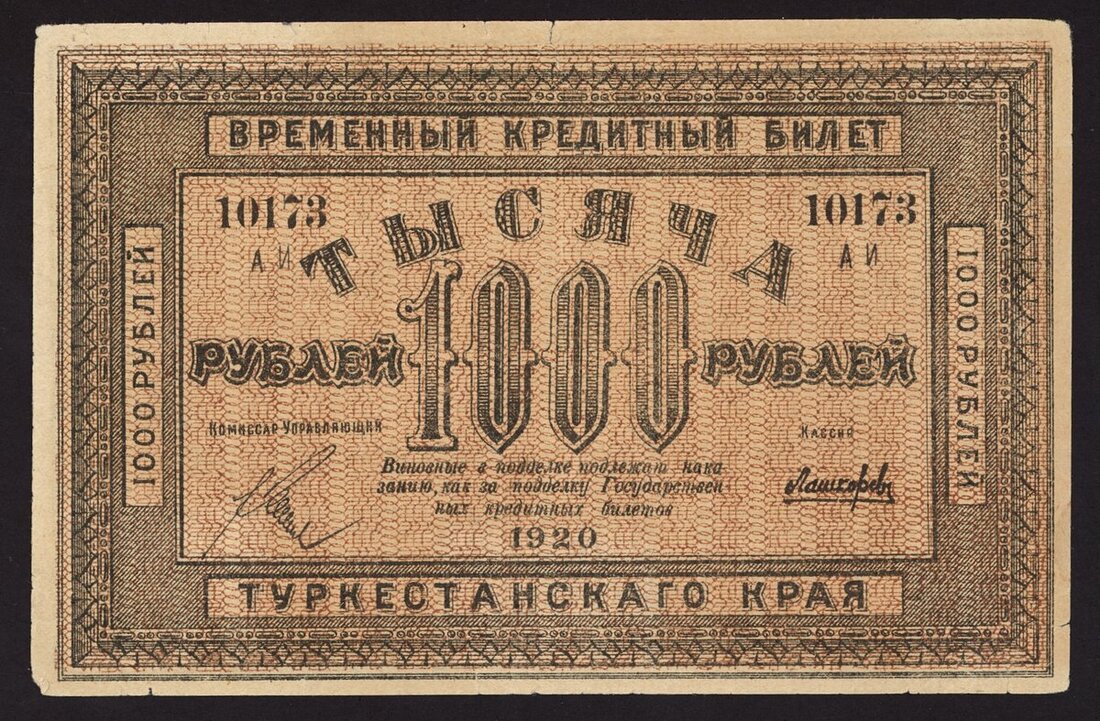 ВРЕМЕННЫЙ КРЕДИТНЫЙ БИЛЕТ
10173
10173
АИ
АИ
ТЫСЯЧА
1000
РУБЛЕЙ
РУБЛЕЙ
1000 РУБЛЕЙ
1000 РУБЛЕЙ
КОМИССАР УПРАВЛЯЮЩИЙ
КАССИР
Виновные в подделке подлежат нака
занию, как за подделку Государствен
ных кредитных билетов
1920
ТУРКЕСТАНСКАГО КРАЯ